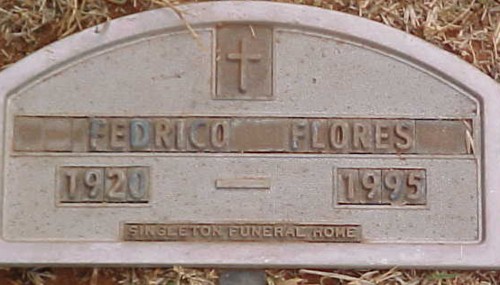 FEDRICO FLORES
1920 — 1995
SINGLETON FUNERAL HOME